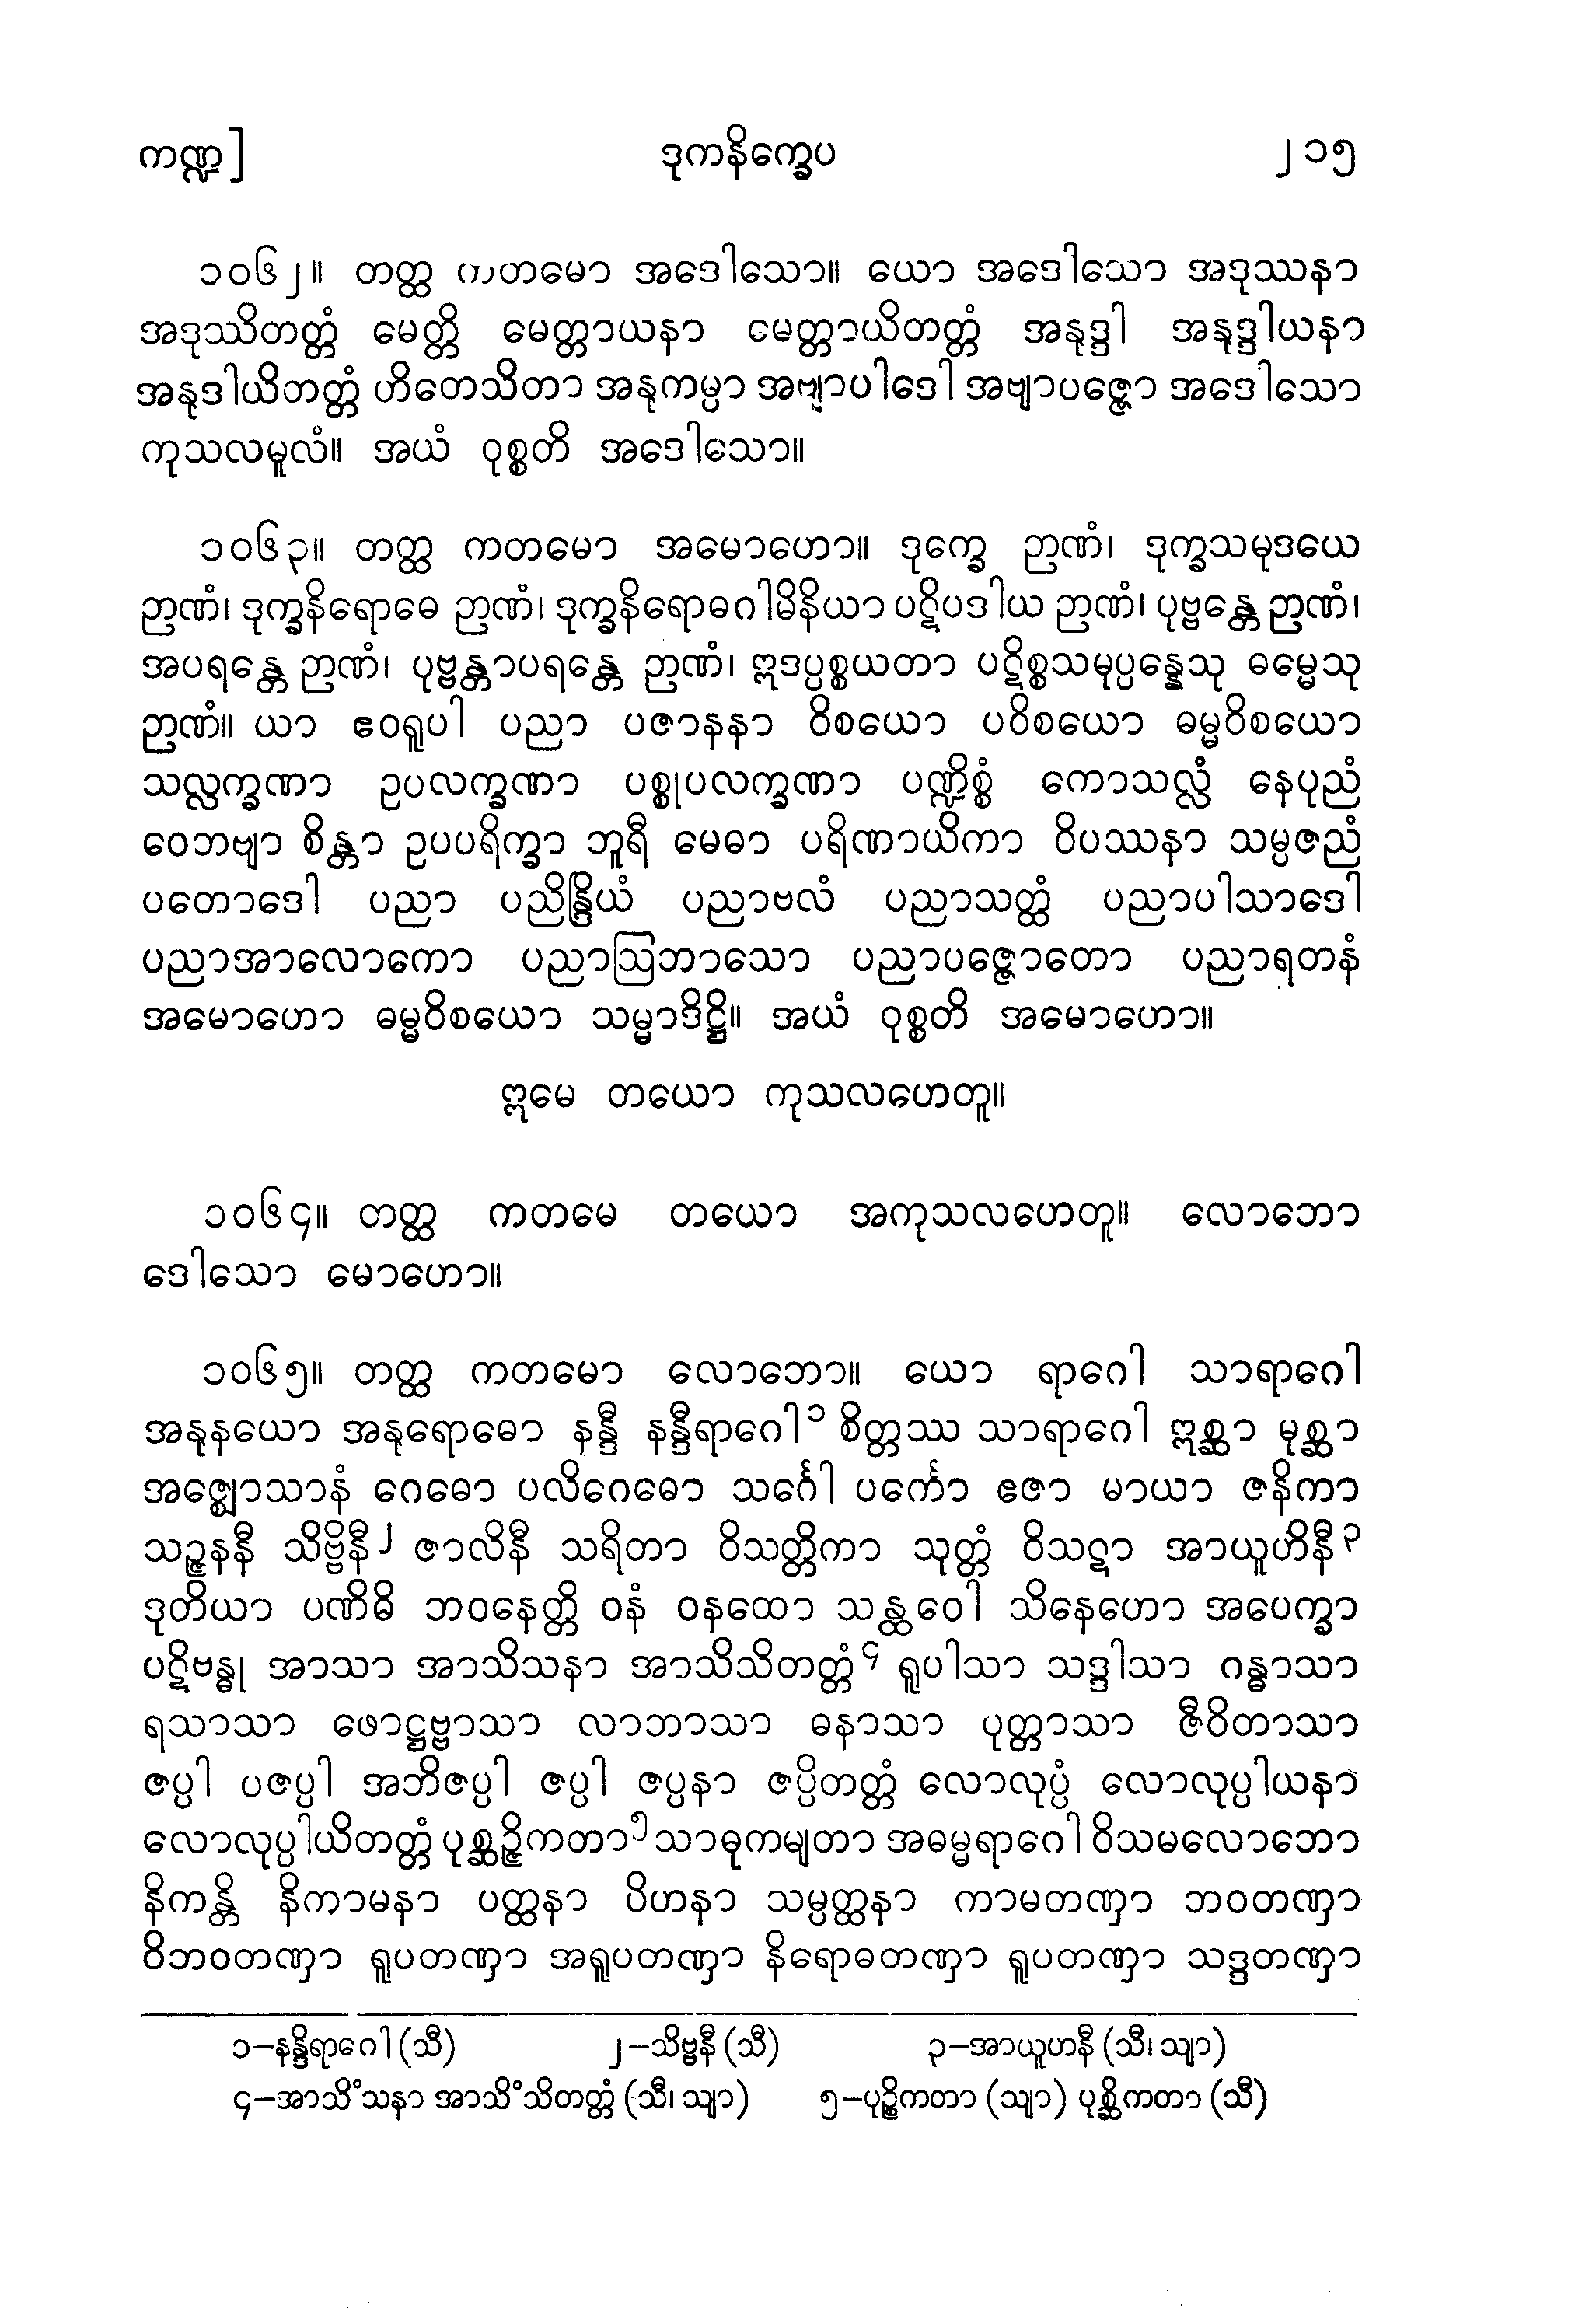 ကဏ္ဍ] ဒုကနိက္ခေပ ၂၁၅
၁၀၆၂။ တတ္ထ ကတမော အဒေါသော။ ယော အဒေါသော အဒုဿနာ
အဒုဿိတတ္တံ မေတ္တိ မေတ္တာယနာ မေတ္တာယိတတ္တံ အနုဒ္ဒါ အနုဒ္ဒါယနာ
အနုဒါယိတတ္တံ ဟိတေသိတာ အနုကမ္ပာ အဗျာပါဒေါ အဗျာပဇ္ဇော အဒေါသော
ကုသလမူလံ။ အယံ ဝုစ္စတိ အဒေါသော။
၁၀၆၃။ တတ္ထ ကတမော အမောဟော။ ဒုက္ခေ ဉာဏံ၊ ဒုက္ခသမုဒယေ
ဉာဏံ၊ ဒုက္ခနိရောဓေ ဉာဏံ၊ ဒုက္ခနိရောဓဂါမိနိယာ ပဋိပဒါယ ဉာဏံ၊ ပုဗ္ဗန္တေ ဉာဏံ၊
အပရန္တေ ဉာဏံ၊ ပုဗ္ဗန္တာပရန္တေ ဉာဏံ၊ ဣဒပ္ပစ္စယတာ ပဋိစ္စသမုပ္ပန္နေသု ဓမ္မေသု
ဉာဏံ။ ယာ ဧဝရူပါ ပညာ ပဇာနနာ ဝိစယော ပဝိစယော ဓမ္မဝိစယော
သလ္လက္ခဏာ ဥပလက္ခဏာ ပစ္စုပလက္ခဏာ ပဏ္ဍိစ္စံ ကောသလ္လံ နေပုညံ
ဝေဘဗျာ စိန္တာ ဥပပရိက္ခာ ဘူရီ မေဓာ ပရိဏာယိကာ ဝိပဿနာ သမ္ပဇညံ
ပတောဒေါ ပညာ ပညိန္ဒြိယံ ပညာဗလံ ပညာသတ္ထံ ပညာပါသာဒေါ
ပညာအာလောကော ပညာဩဘာသော ပညာပဇ္ဇောတော ပညာရတနံ
အမောဟော ဓမ္မဝိစယော သမ္မာဒိဋ္ဌိ။ အယံ ဝုစ္စတိ အမောဟော။
ဣမေ တယော ကုသလဟေတူ။
၁၀၆၄။ တတ္ထ ကတမေ တယော အကုသလဟေတူ။ လောဘော
ဒေါသော မောဟော။
၁၀၆၅။ တတ္ထ ကတမော လောဘော။ ယော ရာဂေါ သာရာဂေါ
အနုနယော အနုရောဓော နန္ဒီ နန္ဒီရာဂေါ၁ စိတ္တဿ သာရာဂေါ ဣစ္ဆာ မုစ္ဆာ
အဇ္ဈောသာနံ ဂေဓော ပလိဂေဓော သင်္ဂေါ ပင်္ကော ဧဇာ မာယာ ဇနိကာ
သဉ္ဇနနီ သိဗ္ဗိနီ၂ ဇာလိနီ သရိတာ ဝိသတ္တိကာ သုတ္တံ ဝိသဋာ အာယူဟိနီ၃
ဒုတိယာ ပဏိဓိ ဘဝနေတ္တိ ဝနံ ဝနထော သန္ထဝေါ သိနေဟော အပေက္ခာ
ပဋိဗန္ဓု အာသာ အာသိသနာ အာသိသိတတ္တံ၄ ရူပါသာ သဒ္ဒါသာ ဂန္ဓာသာ
ရသာသာ ဖောဋ္ဌဗ္ဗာသာ လာဘာသာ ဓနာသာ ပုတ္တာသာ ဇီဝိတာသာ
ဇပ္ပါ ပဇပ္ပါ အဘိဇပ္ပါ ဇပ္ပါ ဇပ္ပနာ ဇပ္ပိတတ္တံ လောလုပ္ပံ လောလုပ္ပါယနာ
လောလုပ္ပါယိတတ္တံ ပုစ္ဆဉ္ဇိကတာ၅ သာဓုကမျတာ အဓမ္မရာဂေါ ဝိသမလောဘော
နိကန္တိ နိကာမနာ ပတ္ထနာ ပိဟနာ သမ္ပတ္ထနာ ကာမတဏှာ ဘဝတဏှာ
ဝိဘဝတဏှာ ရူပတဏှာ အရူပတဏှာ နိရောဓတဏှာ ရူပတဏှာ သဒ္ဒတဏှာ
၁–နန္ဒိရာဂေါ (သီ) ၂–သိဗ္ဗနီ (သီ) ၃–အာယူဟနီ (သီ၊ သျာ)
၄–အာသိံသနာ အာသိံသိတတ္တံ (သီ၊ သျာ) ၅–ပုဉ္စိကတာ (သျာ) ပုစ္ဆိကတာ (သီ)